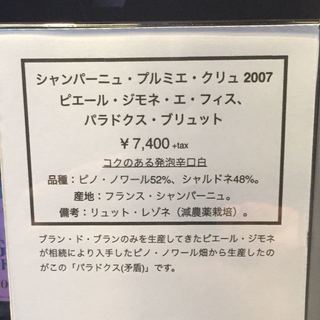 シャンパーニュ・プルミエ・クリュ 2007
ピエール・ジモネ・エ・フィス、
パラドクス・ブリュット
¥7,400 +tax
コクのある発泡辛口白
品種：ピノ・ノワール52%、シャルドネ48%。
産地：フランス・シャンパーニュ。
備考：リュット・レゾネ（減農薬栽培）。
ブラン・ド・ブランのみを生産してきたピエール・ジモネ
が相続により入手したピノ・ノワール畑から生産したの
がこの「パラドクス(矛盾)」です。